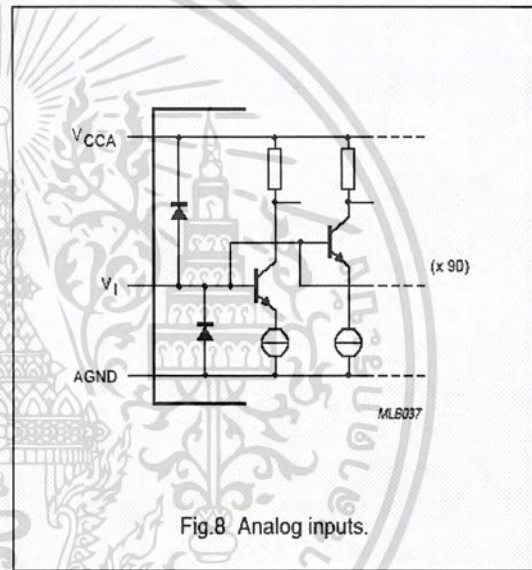 VCCA
VI
(x 90)
AGND
MLB037
Fig.8 Analog inputs.